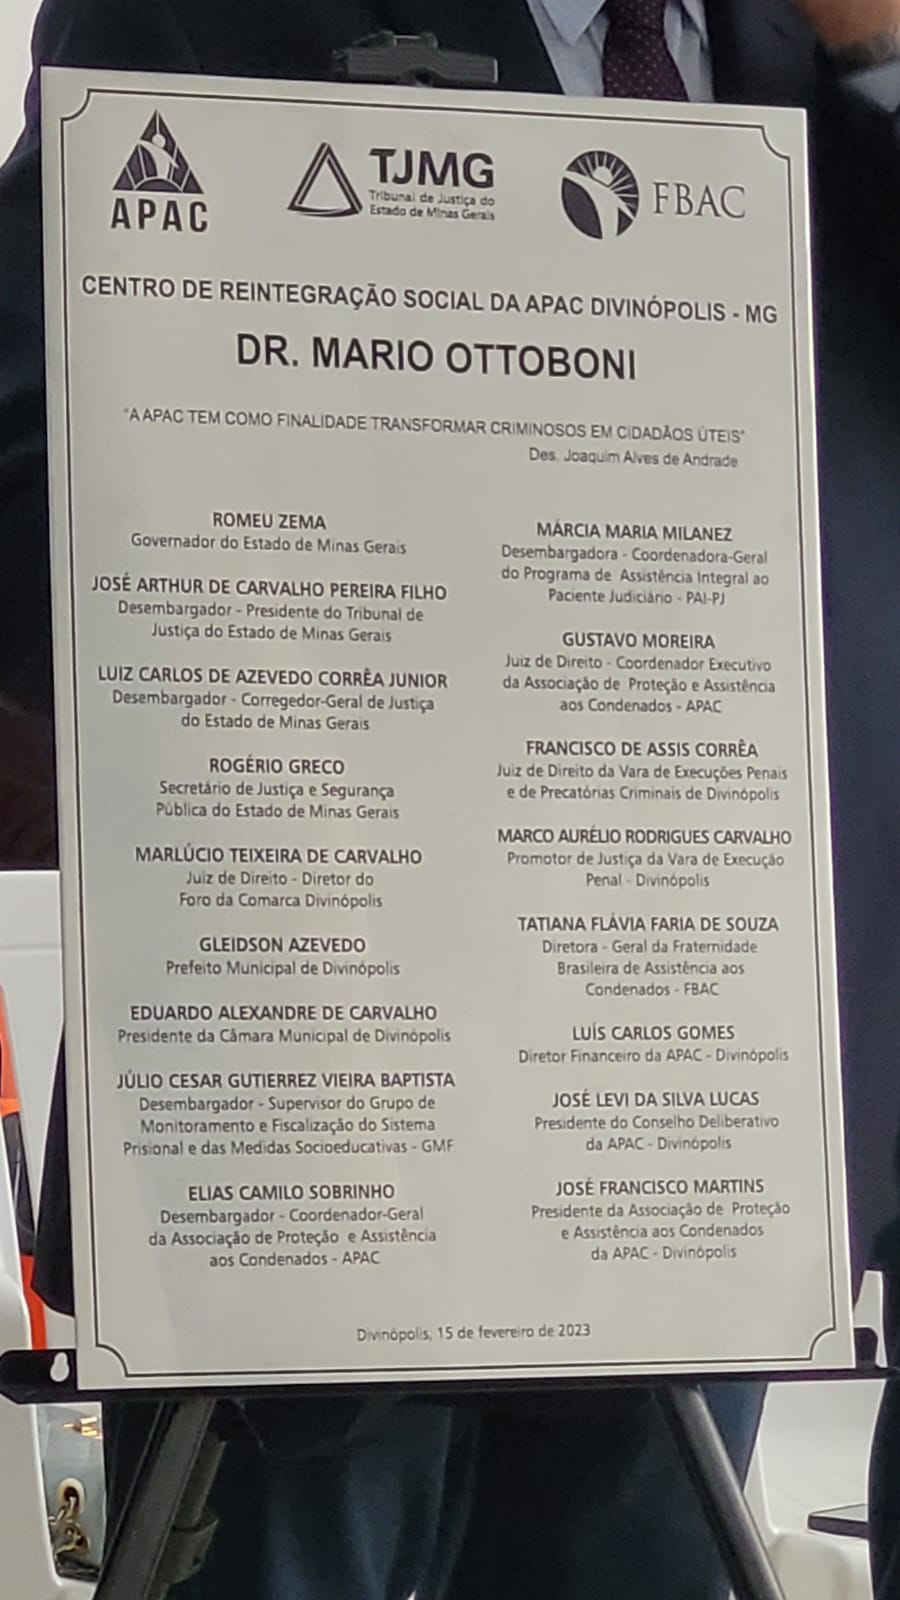 APAC
TJMG
Tribunal de Justiça do
Estado de Minas Gerais
FBAC
CENTRO DE REINTEGRAÇÃO SOCIAL DA APAC DIVINÓPOLIS - MG
DR. MARIO OTTOBONI
"A APAC TEM COMO FINALIDADE TRANSFORMAR CRIMINOSOS EM CIDADÃOS ÚTEIS"
Des. Joaquim Alves de Andrade
ROMEU ZEMA
Governador do Estado de Minas Gerais
JOSÉ ARTHUR DE CARVALHO PEREIRA FILHO
Desembargador - Presidente do Tribunal de
Justiça do Estado de Minas Gerais
LUIZ CARLOS DE AZEVEDO CORRÊA JUNIOR
Desembargador - Corregedor-Geral de Justiça
do Estado de Minas Gerais
ROGÉRIO GRECO
Secretário de Justiça e Segurança
Pública do Estado de Minas Gerais
MARLÚCIO TEIXEIRA DE CARVALHO
Juiz de Direito - Diretor do
Foro da Comarca Divinópolis
GLEIDSON AZEVEDO
Prefeito Municipal de Divinópolis
EDUARDO ALEXANDRE DE CARVALHO
Presidente da Câmara Municipal de Divinópolis
JÚLIO CESAR GUTIERREZ VIEIRA BAPTISTA
Desembargador - Supervisor do Grupo de
Monitoramento e Fiscalização do Sistema
Prisional e das Medidas Socioeducativas - GMF
ELIAS CAMILO SOBRINHO
Desembargador - Coordenador-Geral
da Associação de Proteção e Assistência
aos Condenados - APAC
MÁRCIA MARIA MILANEZ
Desembargadora - Coordenadora-Geral
do Programa de Assistência Integral ao
Paciente Judiciário - PAI-PJ
GUSTAVO MOREIRA
Juiz de Direito - Coordenador Executivo
da Associação de Proteção e Assistência
aos Condenados - APAC
FRANCISCO DE ASSIS CORRÊA
Juiz de Direito da Vara de Execuções Penais
e de Precatórias Criminais de Divinópolis
MARCO AURÉLIO RODRIGUES CARVALHO
Promotor de Justiça da Vara de Execução
Penal - Divinópolis
TATIANA FLÁVIA FARIA DE SOUZA
Diretora - Geral da Fraternidade
Brasileira de Assistência aos
Condenados - FBAC
LUÍS CARLOS GOMES
Diretor Financeiro da APAC - Divinópolis
JOSÉ LEVI DA SILVA LUCAS
Presidente do Conselho Deliberativo
da APAC - Divinópolis
JOSÉ FRANCISCO MARTINS
Presidente da Associação de Proteção
e Assistência aos Condenados
da APAC - Divinópolis
Divinópolis, 15 de fevereiro de 2023